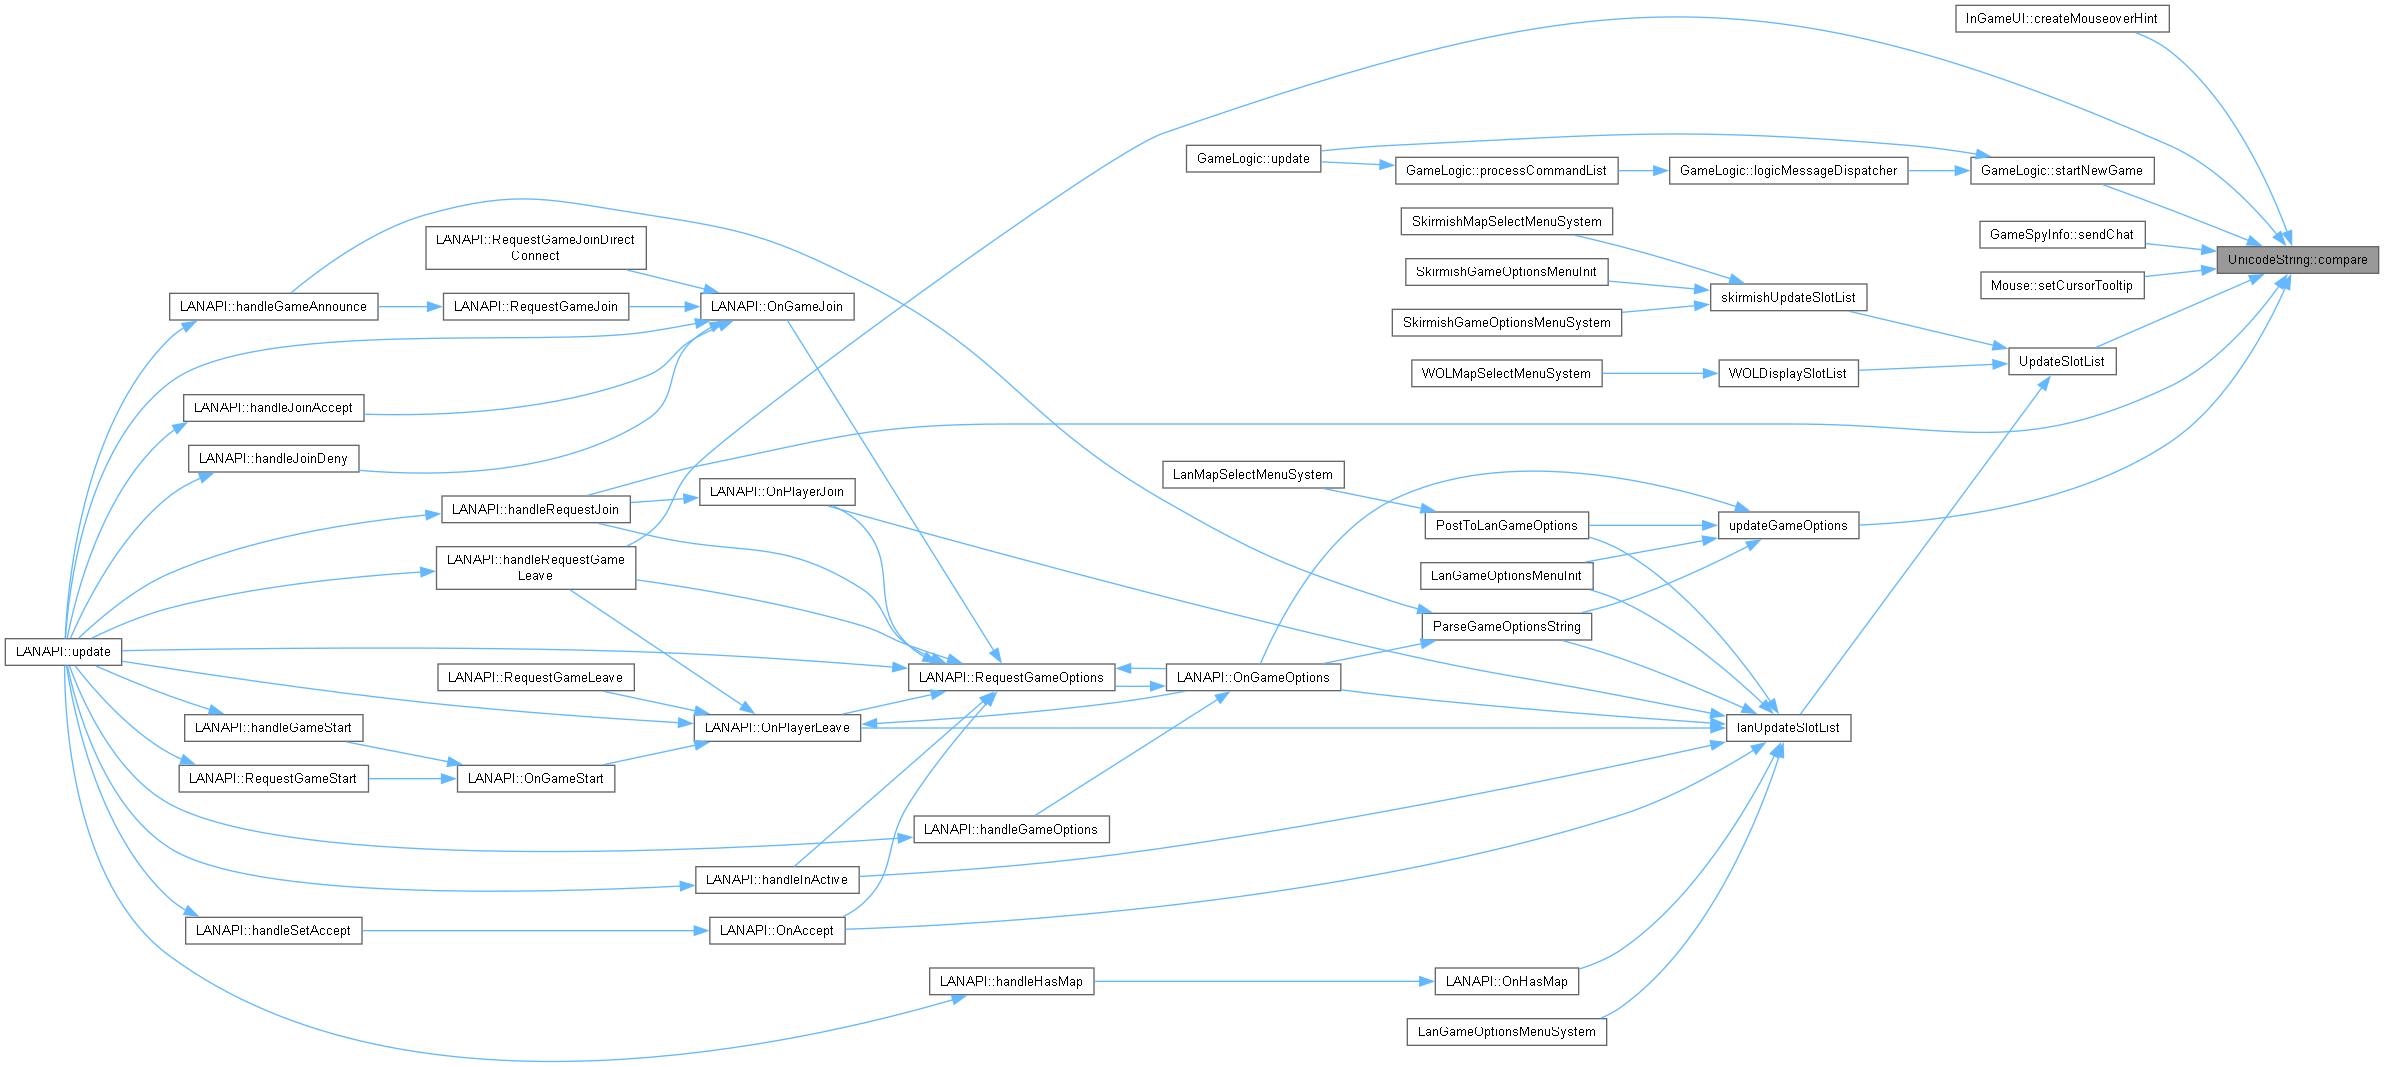 InGameUI::createMouseoverHint
GameLogic::update
GameLogic::processCommandList
GameLogic::logicMessageDispatcher
GameLogic::startNewGame
SkirmishMapSelectMenuSystem
GameSpyInfo::sendChat
LANAPI::RequestGameJoinDirect
Connect
UnicodeString::compare
SkirmishGameOptionsMenuInit
Mouse::setCursorTooltip
skirmishUpdateSlotList
LANAPI::handleGameAnnounce
LANAPI::RequestGameJoin
LANAPI::OnGameJoin
SkirmishGameOptionsMenuSystem
UpdateSlotList
WOLMapSelectMenuSystem
WOLDisplaySlotList
LANAPI::handleJoinAccept
LANAPI::handleJoinDeny
LanMapSelectMenuSystem
LANAPI::OnPlayerJoin
LANAPI::handleRequestJoin
PostToLanGameOptions
updateGameOptions
LANAPI::handleRequestGame
Leave
LanGameOptionsMenuInit
ParseGameOptionsString
LANAPI::update
LANAPI::RequestGameLeave
LANAPI::RequestGameOptions
LANAPI::OnGameOptions
LANAPI::handleGameStart
LANAPI::OnPlayerLeave
lanUpdateSlotList
LANAPI::RequestGameStart
LANAPI::OnGameStart
LANAPI::handleGameOptions
LANAPI::handleInActive
LANAPI::handleSetAccept
LANAPI::OnAccept
LANAPI::handleHasMap
LANAPI::OnHasMap
LanGameOptionsMenuSystem